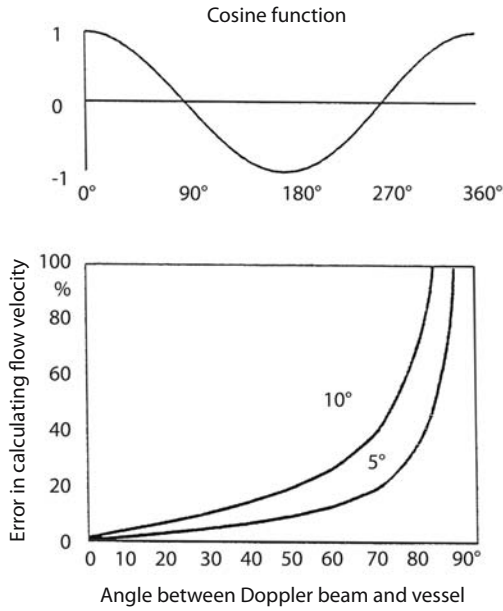 Cosine function
1
0
-1
0° 90° 180° 270° 360°
Error in calculating flow velocity
100
%
80
60
40
20
0
10°
5°
0 10 20 30 40 50 60 70 80 90°
Angle between Doppler beam and vessel